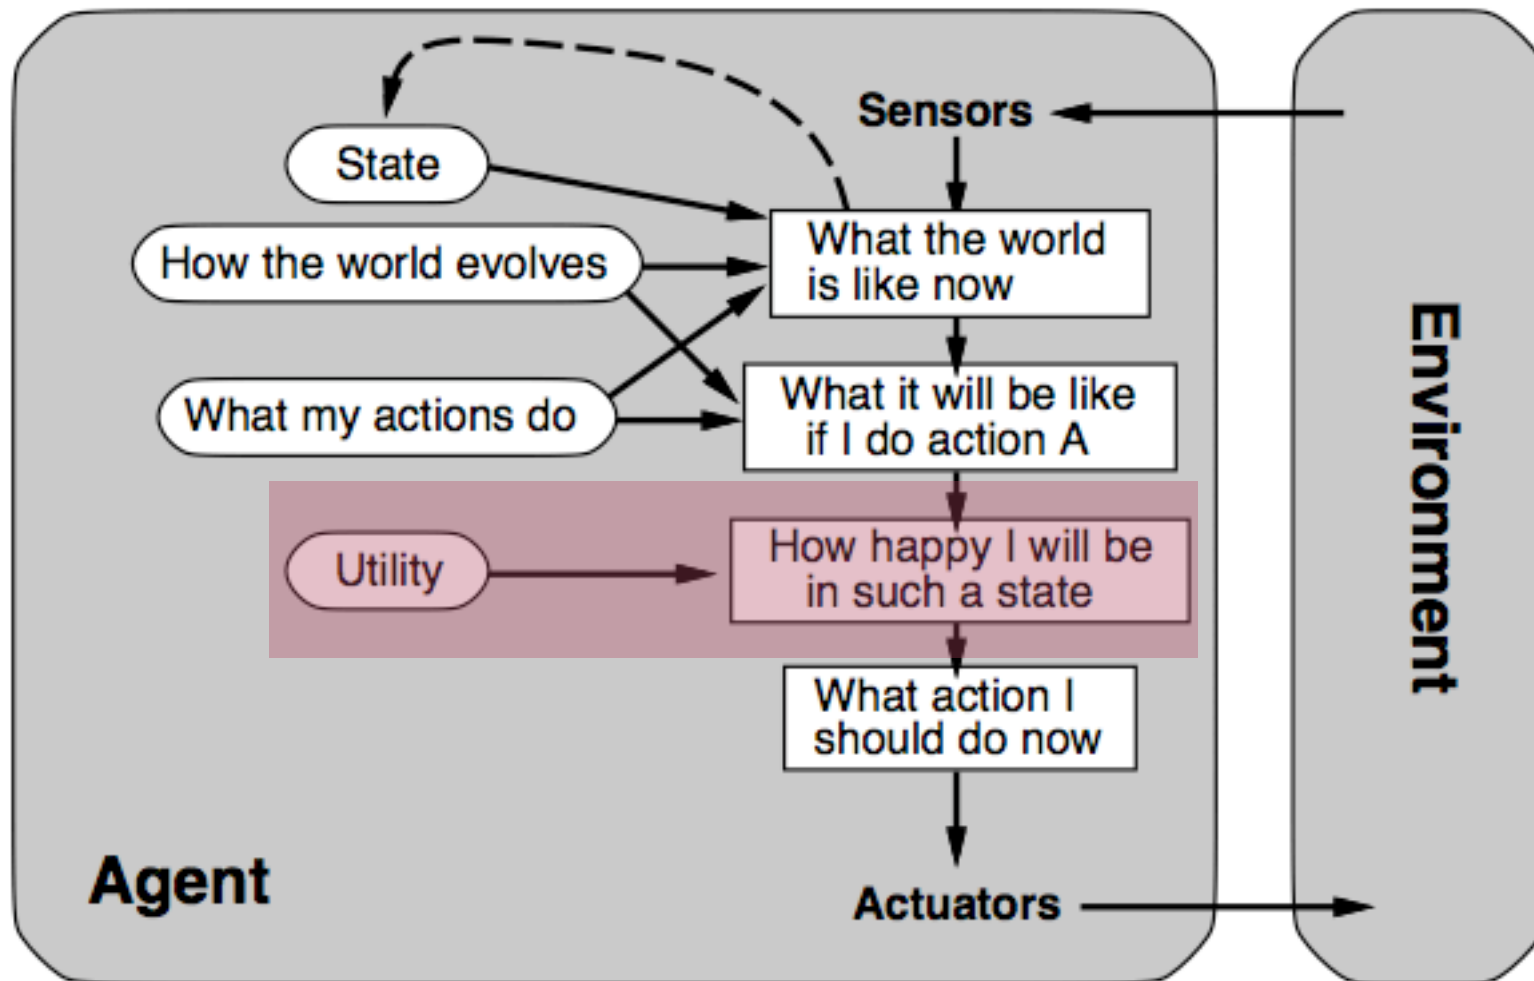 Sensors
State
What the world
is like now
How the world evolves
What my actions do
What it will be like
if I do action A
Utility
How happy I will be
in such a state
What action I
should do now
Agent
Actuators
Environment